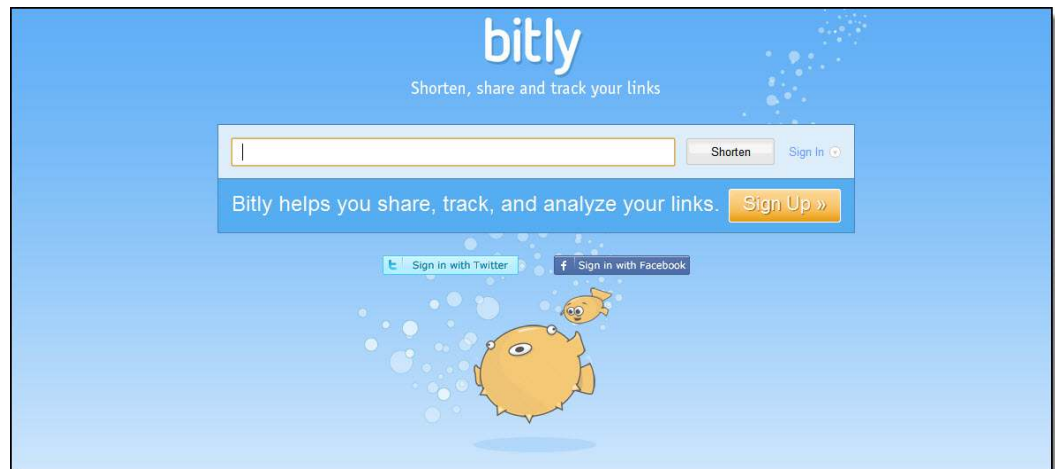 bitly
Shorten, share and track your links
Shorten Sign In
Bitly helps you share, track, and analyze your links. Sign Up »
Sign in with Twitter f Sign in with Facebook